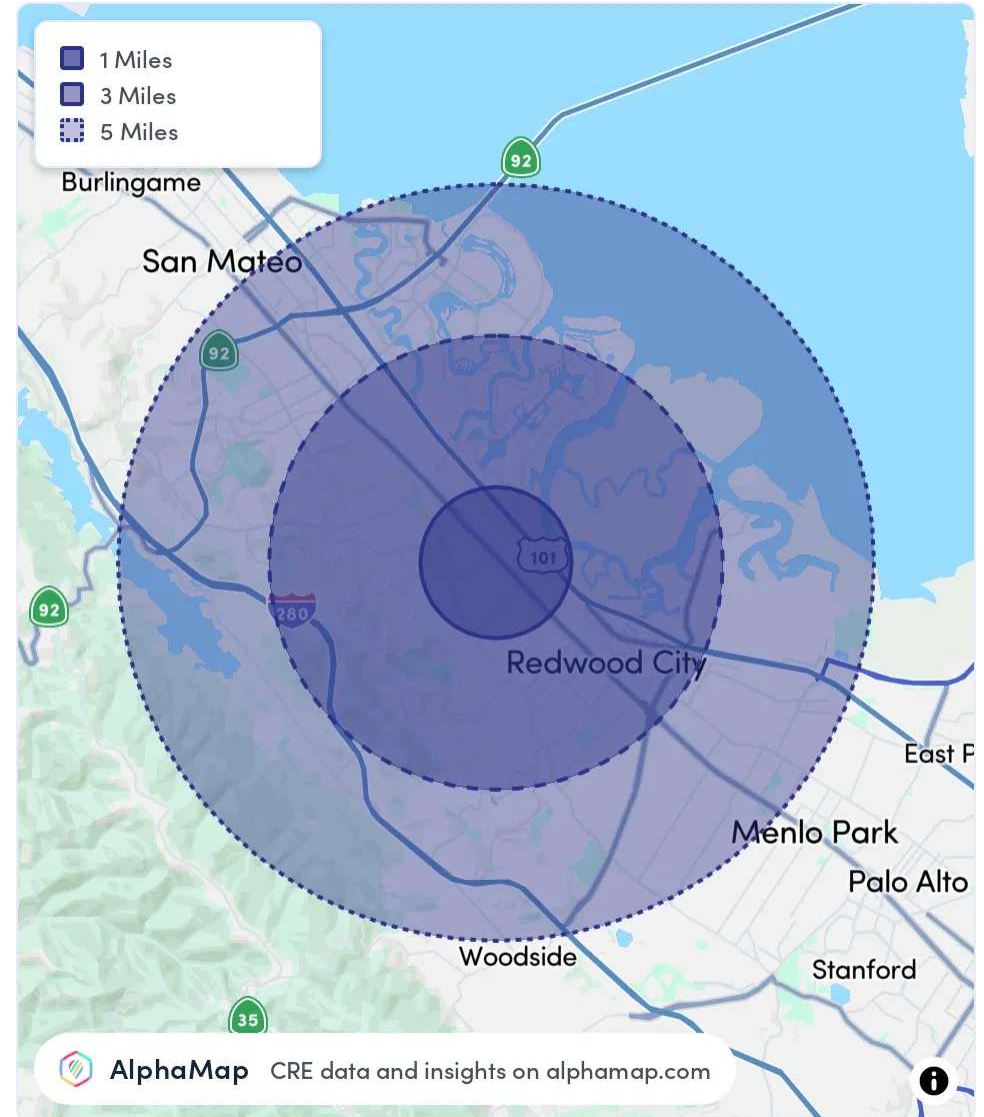 1 Miles
3 Miles
5 Miles
92
Burlingame
San Mateo
92
101
92
280
Redwood City
East P
Menlo Park
Palo Alto
Woodside
Stanford
35
AlphaMap CRE data and insights on alphamap.com